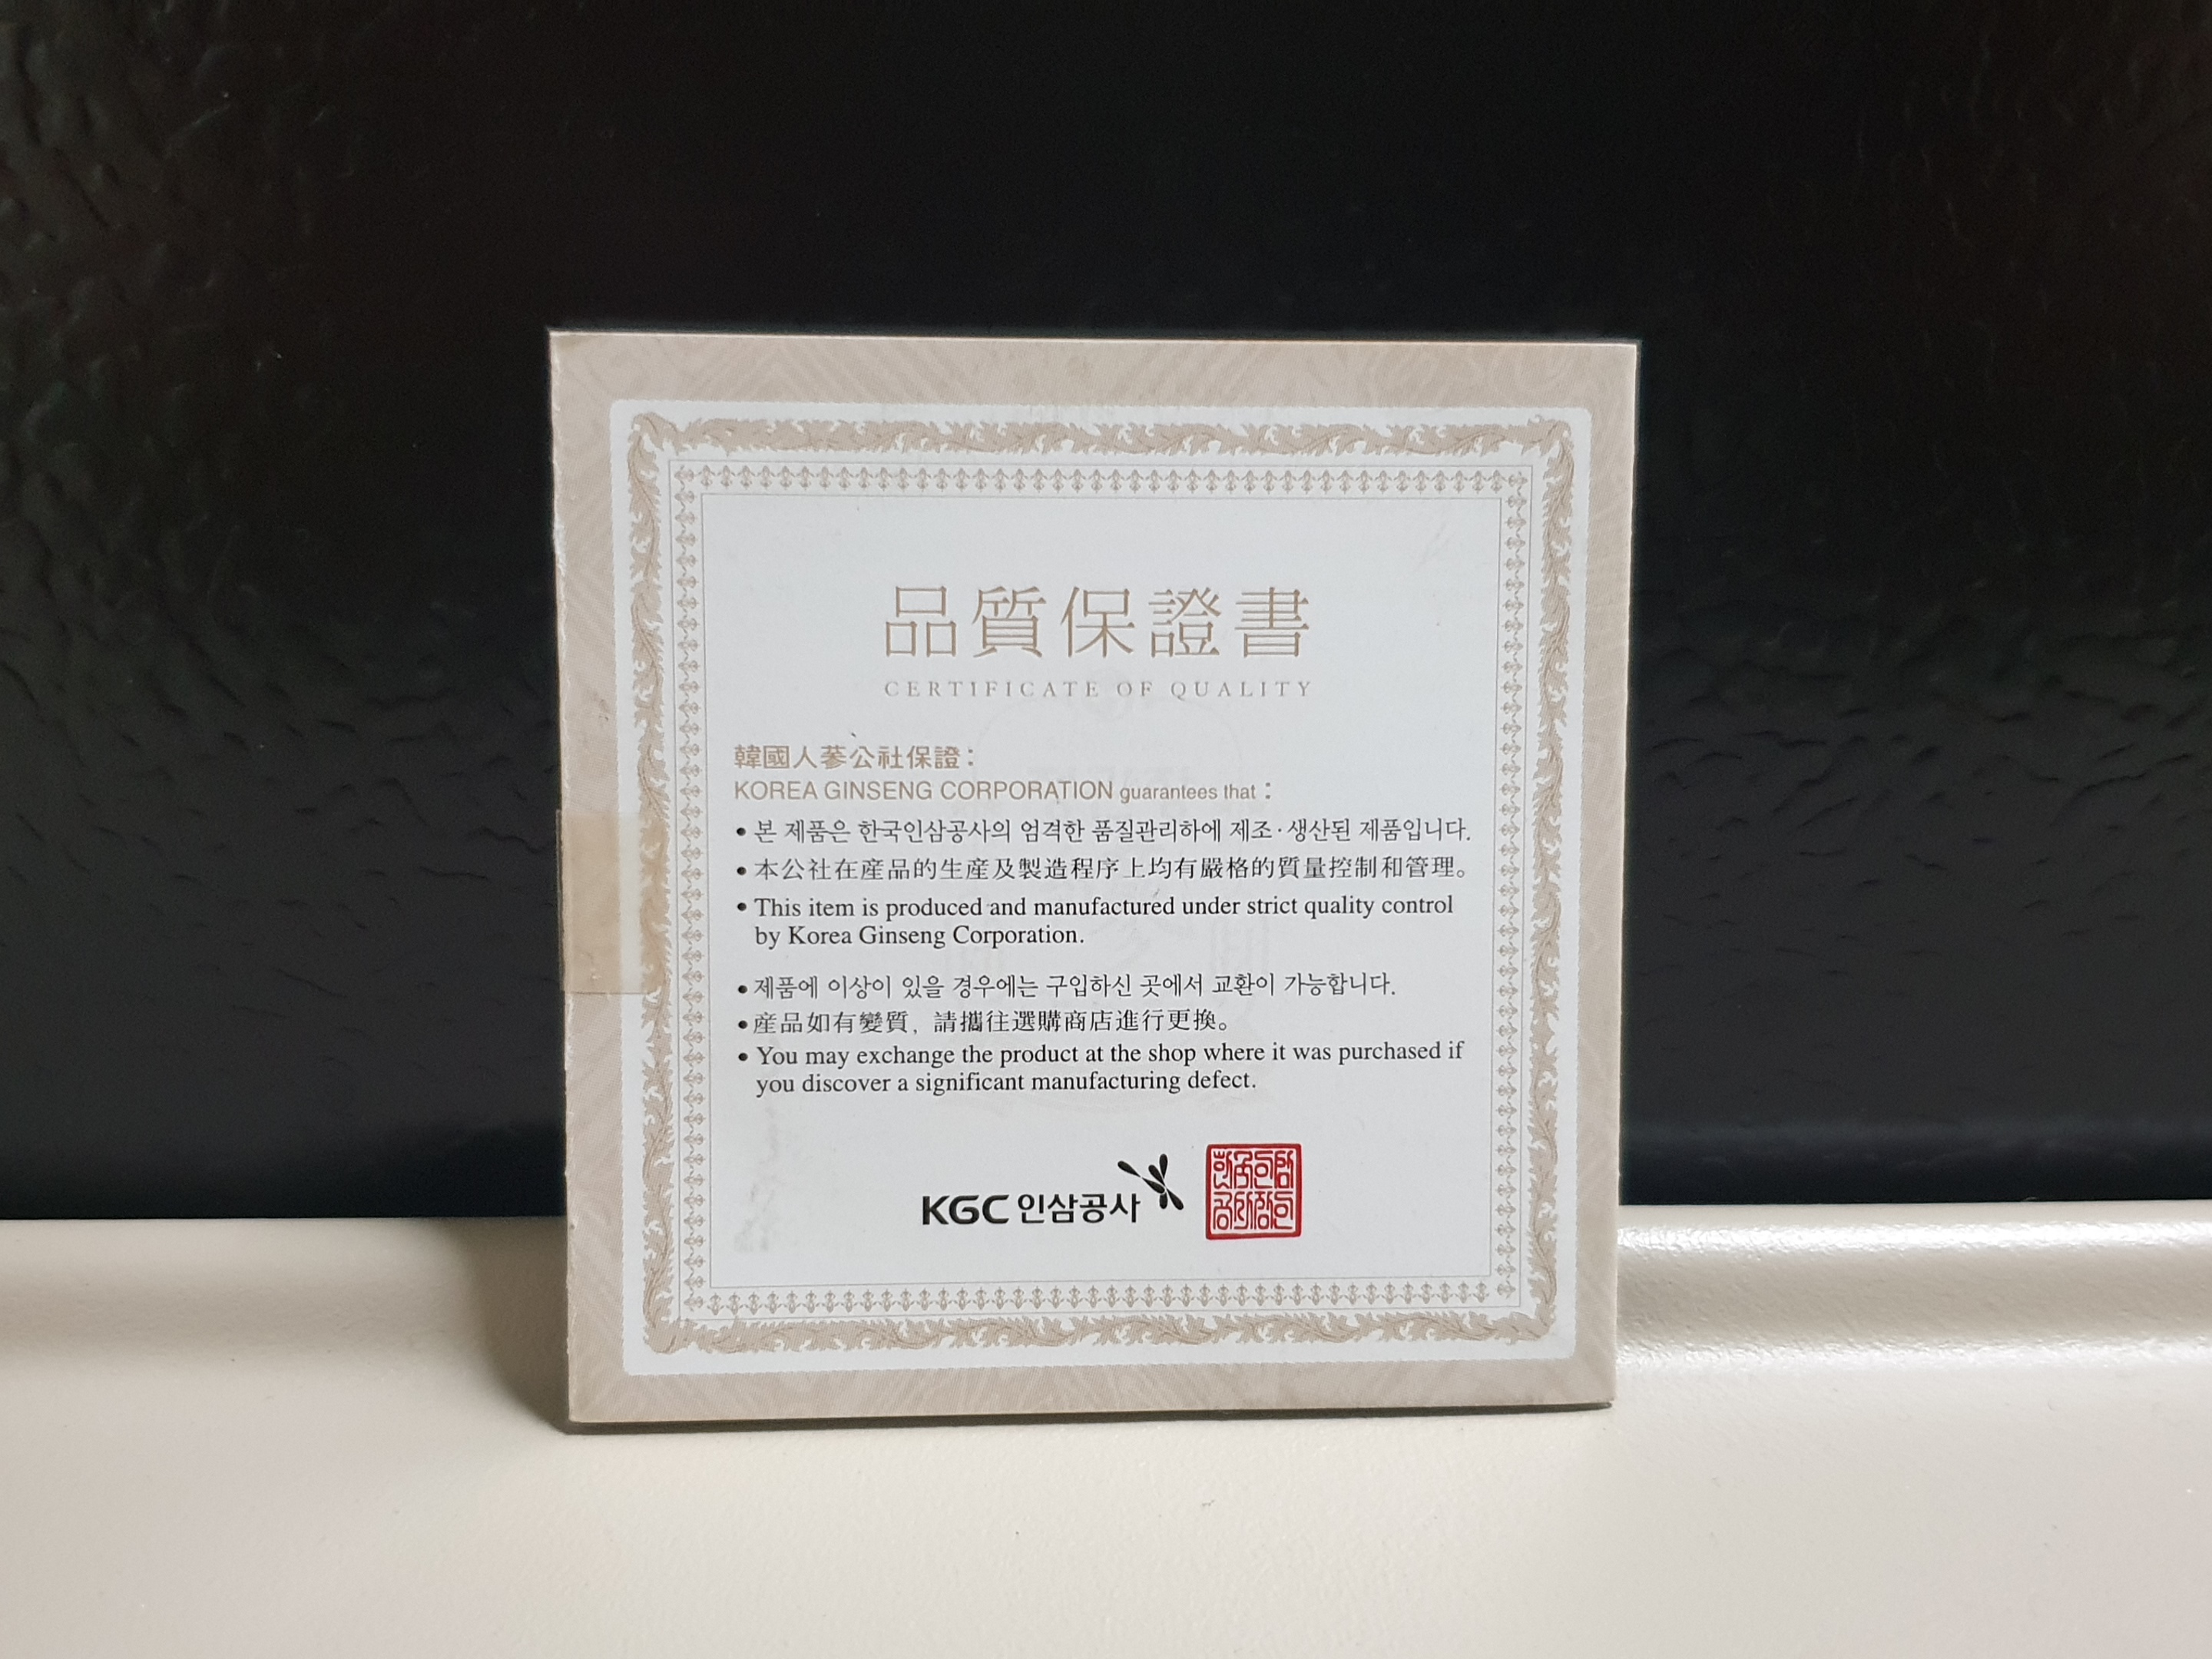 品質保證書
CERTIFICATE OF QUALITY
韓國人蔘公社保證 :
KOREA GINSENG CORPORATION guarantees that :
• 본 제품은 한국인삼공사의 엄격한 품질관리하에 제조·생산된 제품입니다.
• 本公社在産品的生産及製造程序上均有嚴格的質量控制和管理。
• This item is produced and manufactured under strict quality control
by Korea Ginseng Corporation.
• 제품에 이상이 있을 경우에는 구입하신 곳에서 교환이 가능합니다.
• 産品如有變質, 請攜往選購商店進行更換。
• You may exchange the product at the shop where it was purchased if
you discover a significant manufacturing defect.
KGC 인삼공사